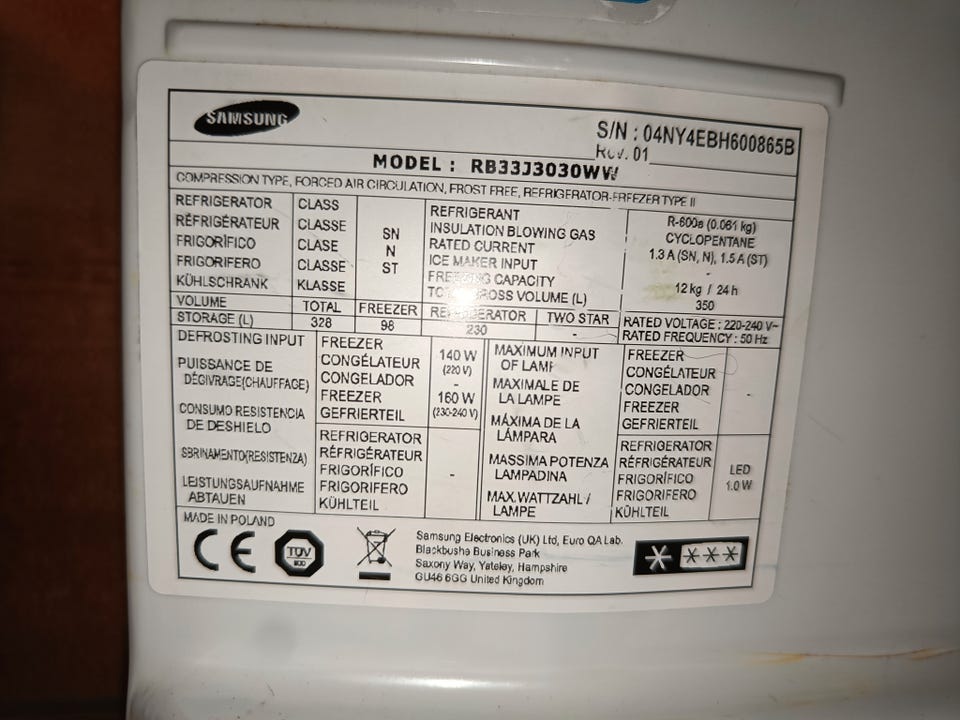 SAMSUNG
S/N : 04NY4EBH600865B
Rev. 01
MODEL : RB33J3030WW
COMPRESSION TYPE, FORCED AIR CIRCULATION, FROST FREE, REFRIGERATOR-FREEZER TYPE II
REFRIGERATOR
RÉFRIGÉRATEUR
FRIGORÍFICO
FRIGORIFERO
KÜHLSCHRANK
CLASS
CLASSE
CLASE
CLASSE
KLASSE
SN
N
ST
REFRIGERANT
INSULATION BLOWING GAS
RATED CURRENT
ICE MAKER INPUT
FREEZING CAPACITY
TOTAL GROSS VOLUME (L)
R-600a (0.061 kg)
CYCLOPENTANE
1.3 A (SN, N), 1.5 A (ST)
-
12 kg / 24 h
350
VOLUME
STORAGE (L)
TOTAL
328
FREEZER
98
REFRIGERATOR
230
TWO STAR
-
RATED VOLTAGE : 220-240 V~
RATED FREQUENCY : 50 Hz
DEFROSTING INPUT
PUISSANCE DE
DÉGIVRAGE(CHAUFFAGE)
CONSUMO RESISTENCIA
DE DESHIELO
SBRINAMENTO(RESISTENZA)
LEISTUNGSAUFNAHME
ABTAUEN
FREEZER
CONGÉLATEUR
CONGELADOR
FREEZER
GEFRIERTEIL
140 W
(220 V)
-
160 W
(230-240 V)
REFRIGERATOR
RÉFRIGÉRATEUR
FRIGORÍFICO
FRIGORIFERO
KÜHLTEIL
-
MAXIMUM INPUT
OF LAMP
MAXIMALE DE
LA LAMPE
MÁXIMA DE LA
LÁMPARA
MASSIMA POTENZA
LAMPADINA
MAX.WATTZAHL /
LAMPE
FREEZER
CONGÉLATEUR
CONGELADOR
FREEZER
GEFRIERTEIL
-
REFRIGERATOR
RÉFRIGÉRATEUR
FRIGORÍFICO
FRIGORIFERO
KÜHLTEIL
LED
1.0 W
MADE IN POLAND
CE
TÜV
Samsung Electronics (UK) Ltd, Euro QA Lab.
Blackbushe Business Park
Saxony Way, Yateley, Hampshire
GU46 6GG United Kingdom